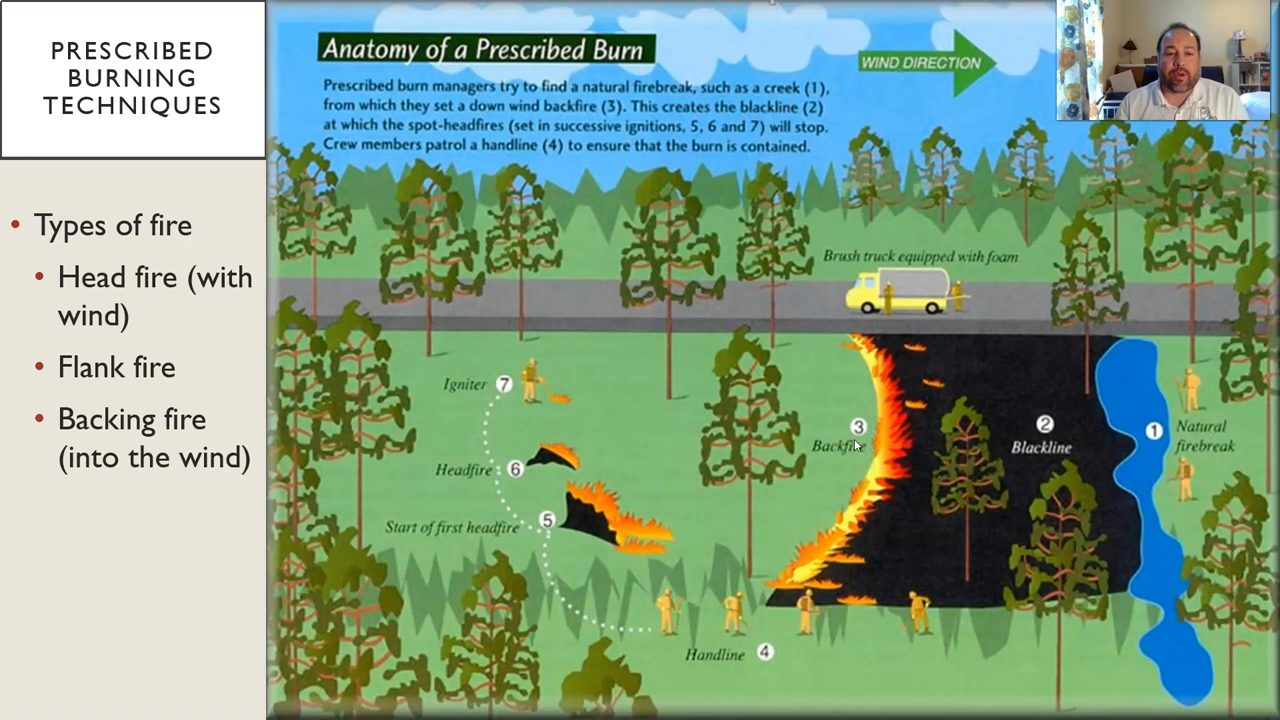 PRESCRIBED
BURNING
TECHNIQUES
• Types of fire
• Head fire (with
wind)
• Flank fire
• Backing fire
(into the wind)
Anatomy of a Prescribed Burn
Prescribed burn managers try to find a natural firebreak, such as a creek (1),
from which they set a down wind backfire (3). This creates the blackline (2)
at which the spot-headfires (set in successive ignitions, 5, 6 and 7) will stop.
Crew members patrol a handline (4) to ensure that the burn is contained.
WIND DIRECTION
Brush truck equipped with foam
Igniter 7
Headfire 6
Start of first headfire 5
3
Backfire
2
Blackline
1 Natural
firebreak
Handline 4